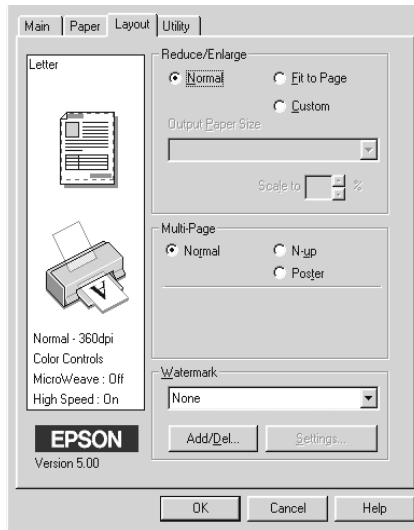 Main Paper Layout Utility
Letter
Normal - 360dpi
Color Controls
MicroWeave : Off
High Speed : On
EPSON
Version 5.00
Reduce/Enlarge
Normal Fit to Page
Custom
Output Paper Size
Scale to %
Multi-Page
Normal N-up
Poster
Watermark
None
Add/Del... Settings...
OK Cancel Help